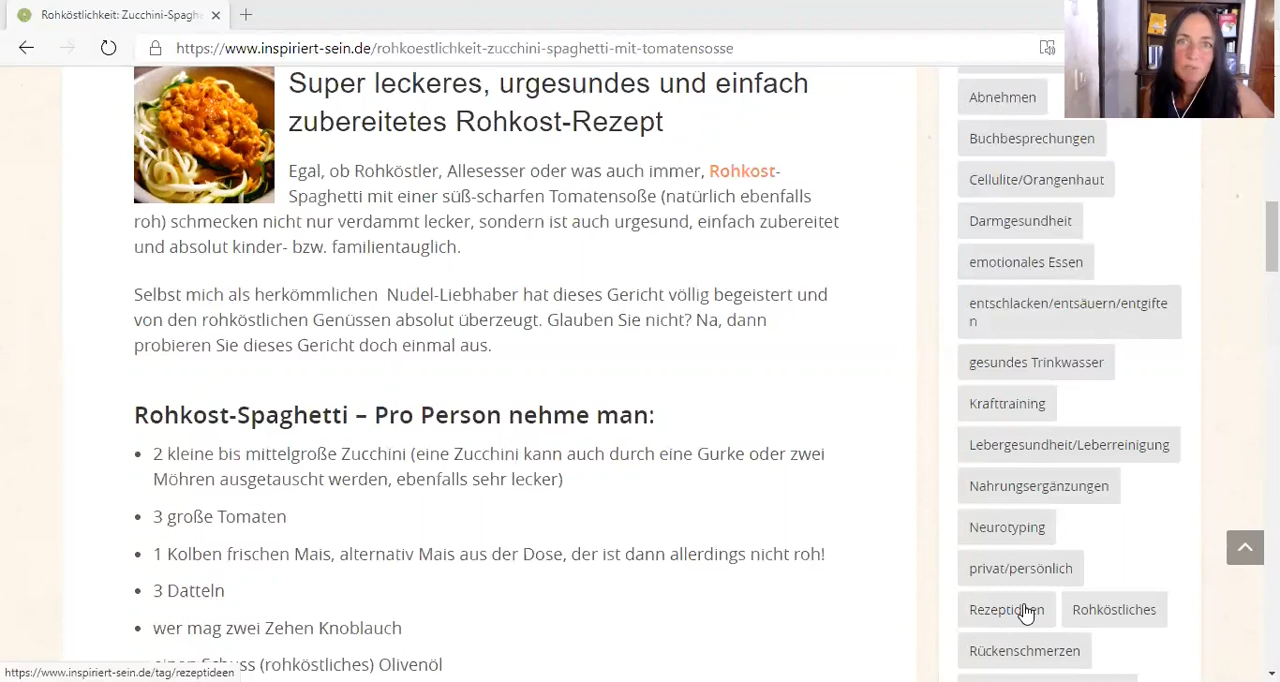 Rohköstlichkeit: Zucchini-Spagh
https://www.inspiriert-sein.de/rohkoestlichkeit-zucchini-spaghetti-mit-tomatensosse
Super leckeres, urgesundes und einfach
zubereitetes Rohkost-Rezept
Egal, ob Rohköstler, Allesesser oder was auch immer, Rohkost-
Spaghetti mit einer süß-scharfen Tomatensoße (natürlich ebenfalls
roh) schmecken nicht nur verdammt lecker, sondern ist auch urgesund, einfach zubereitet
und absolut kinder- bzw. familientauglich.
Selbst mich als herkömmlichen Nudel-Liebhaber hat dieses Gericht völlig begeistert und
von den rohköstlichen Genüssen absolut überzeugt. Glauben Sie nicht? Na, dann
probieren Sie dieses Gericht doch einmal aus.
Rohkost-Spaghetti – Pro Person nehme man:
• 2 kleine bis mittelgroße Zucchini (eine Zucchini kann auch durch eine Gurke oder zwei
Möhren ausgetauscht werden, ebenfalls sehr lecker)
• 3 große Tomaten
• 1 Kolben frischen Mais, alternativ Mais aus der Dose, der ist dann allerdings nicht roh!
• 3 Datteln
• wer mag zwei Zehen Knoblauch
einen Schuss (rohköstliches) Olivenöl
https://www.inspiriert-sein.de/tag/rezeptideen
Abnehmen
Buchbesprechungen
Cellulite/Orangenhaut
Darmgesundheit
emotionales Essen
entschlacken/entsäuern/entgifte
n
gesundes Trinkwasser
Krafttraining
Lebergesundheit/Leberreinigung
Nahrungsergänzungen
Neurotyping
privat/persönlich
Rezeptideen Rohköstliches
Rückenschmerzen